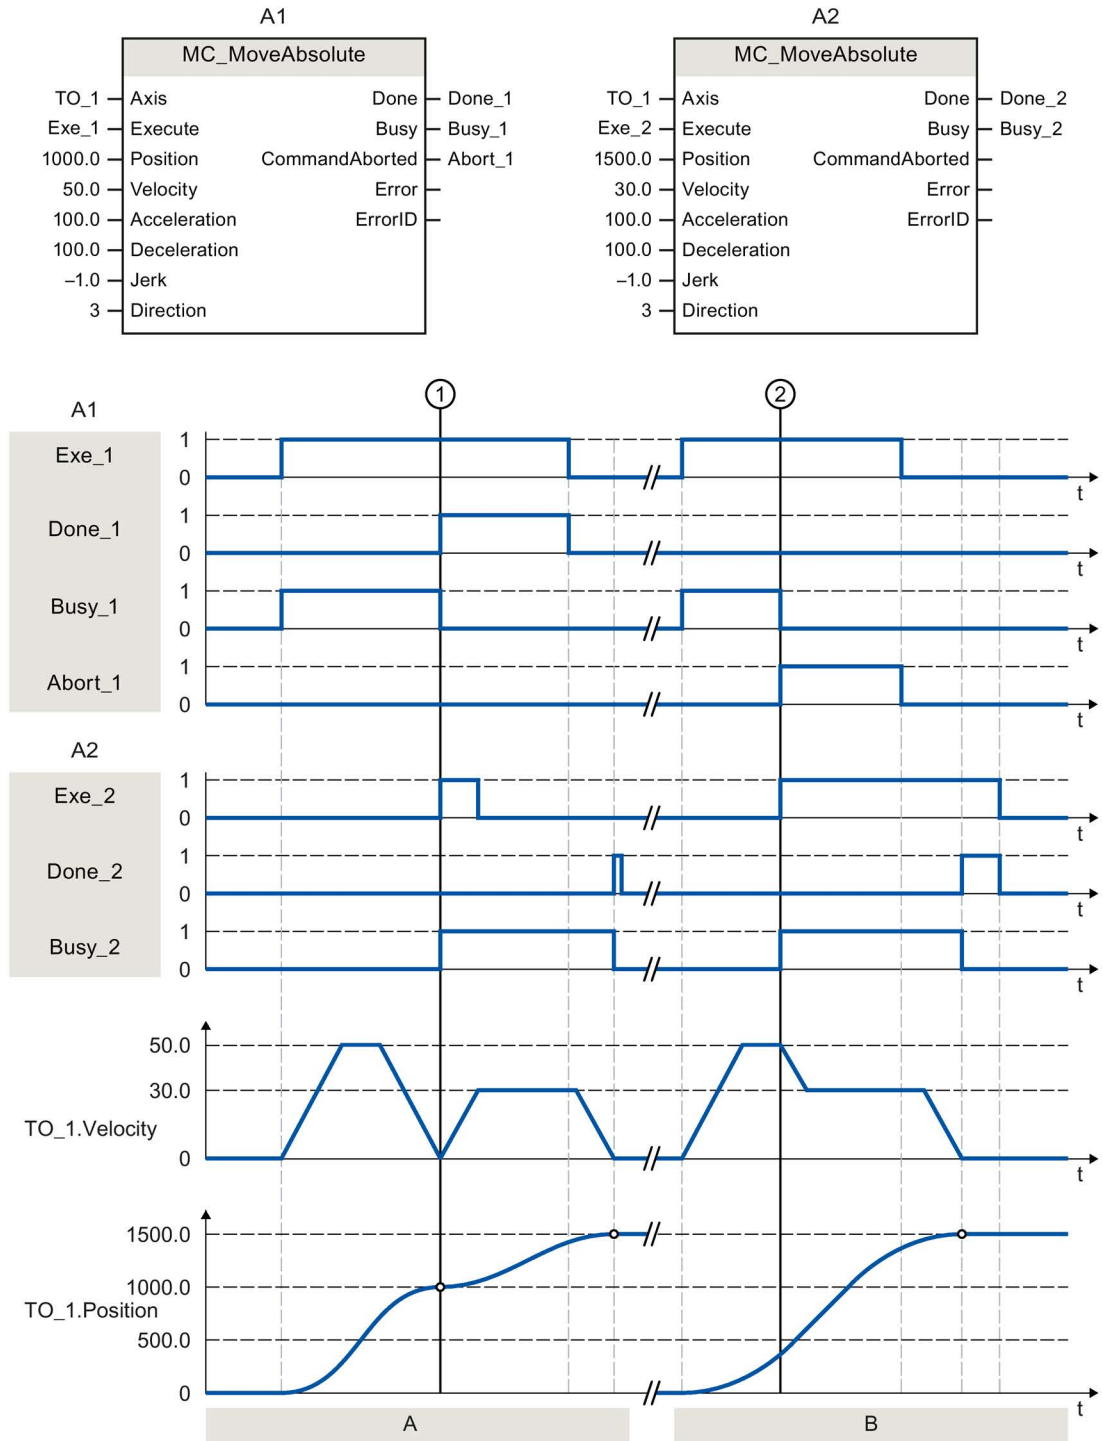 A1
MC_MoveAbsolute
TO_1 Axis Done Done_1
Exe_1 Execute Busy Busy_1
1000.0 Position CommandAborted Abort_1
50.0 Velocity Error
100.0 Acceleration ErrorID
100.0 Deceleration
–1.0 Jerk
3 Direction
A2
MC_MoveAbsolute
TO_1 Axis Done Done_2
Exe_2 Execute Busy Busy_2
1500.0 Position CommandAborted
30.0 Velocity Error
100.0 Acceleration ErrorID
100.0 Deceleration
–1.0 Jerk
3 Direction
1 2
A1
Exe_1
1
0
t
Done_1
1
0
t
Busy_1
1
0
t
Abort_1
1
0
t
A2
Exe_2
1
0
t
Done_2
1
0
t
Busy_2
1
0
t
50.0
30.0
TO_1.Velocity
0
t
1500.0
1000.0
TO_1.Position
500.0
0
t
A B